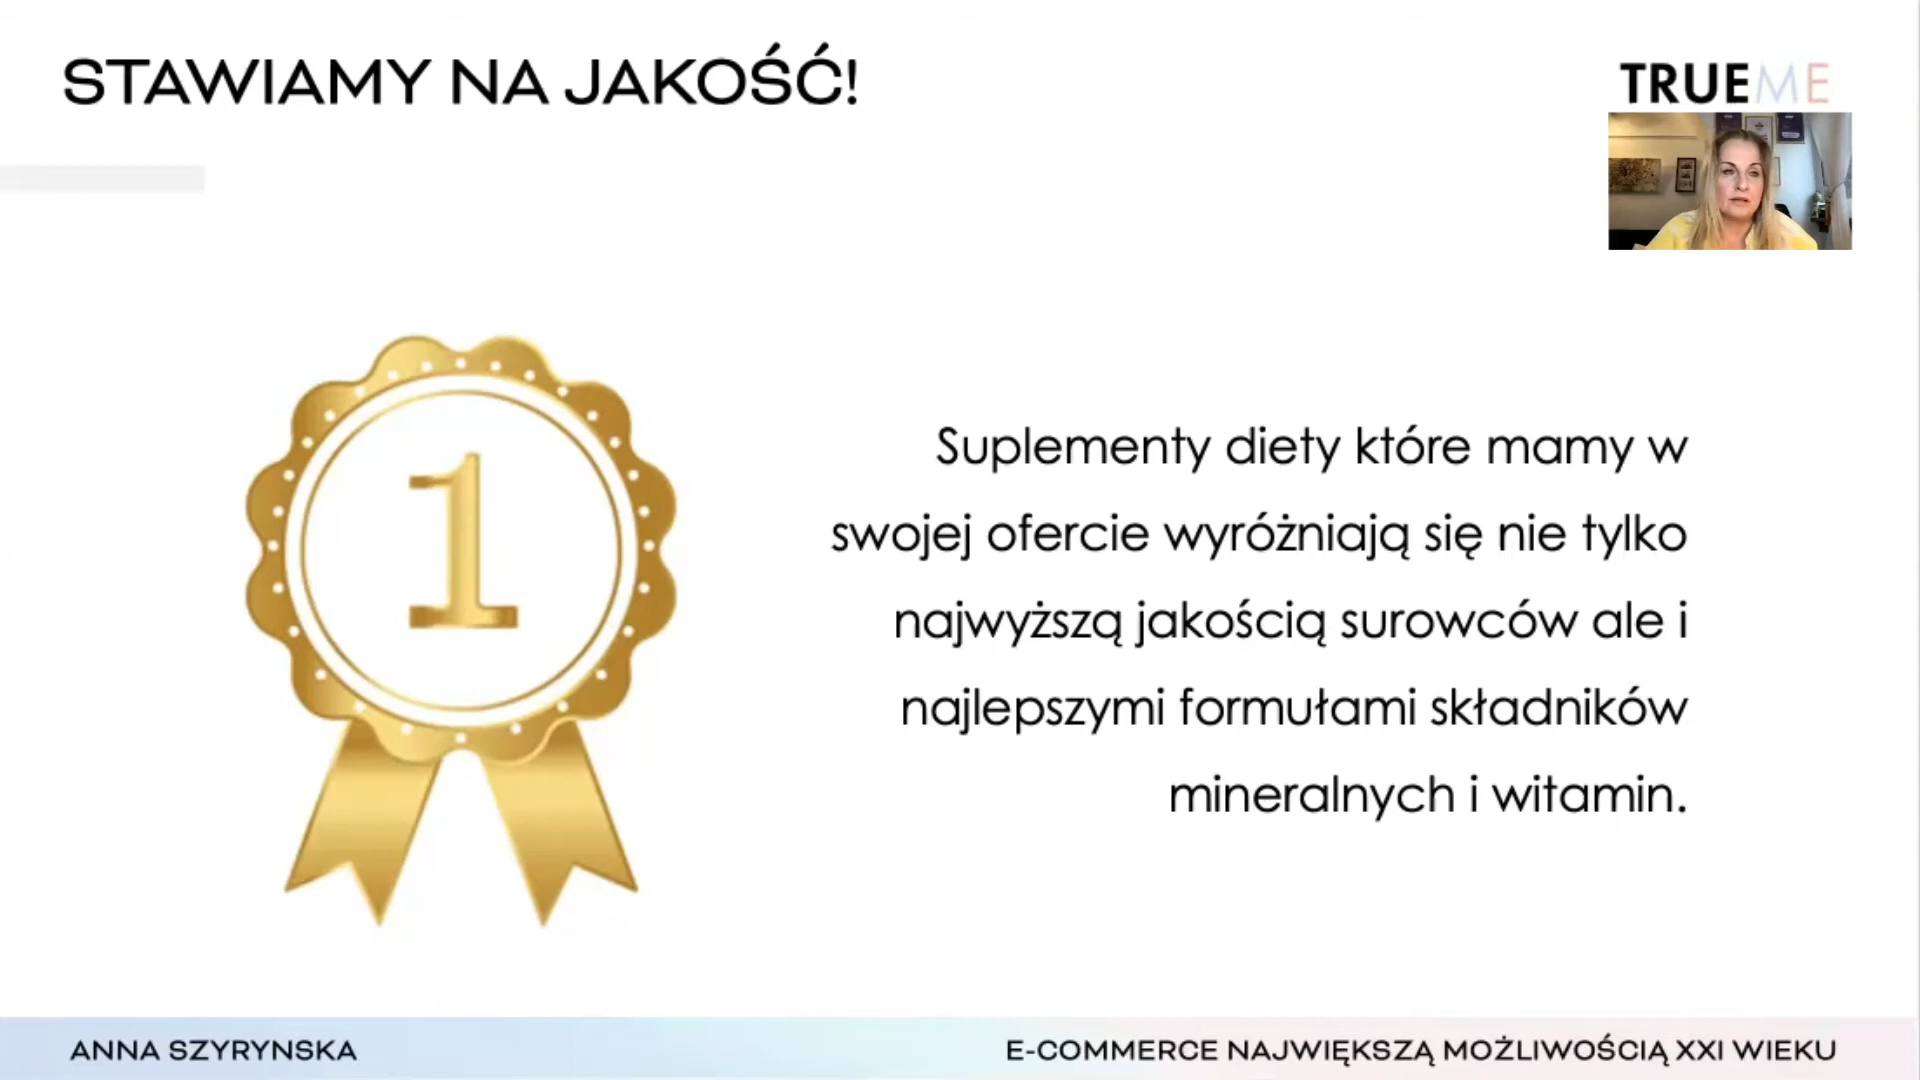 STAWIAMY NA JAKOŚĆ!
TRUEME
1
Suplementy diety które mamy w
swojej ofercie wyróżniają się nie tylko
najwyższą jakością surowców ale i
najlepszymi formułami składników
mineralnych i witamin.
ANNA SZYRYNSKA
E-COMMERCE NAJWIĘKSZĄ MOŻLIWOŚCIĄ XXI WIEKU